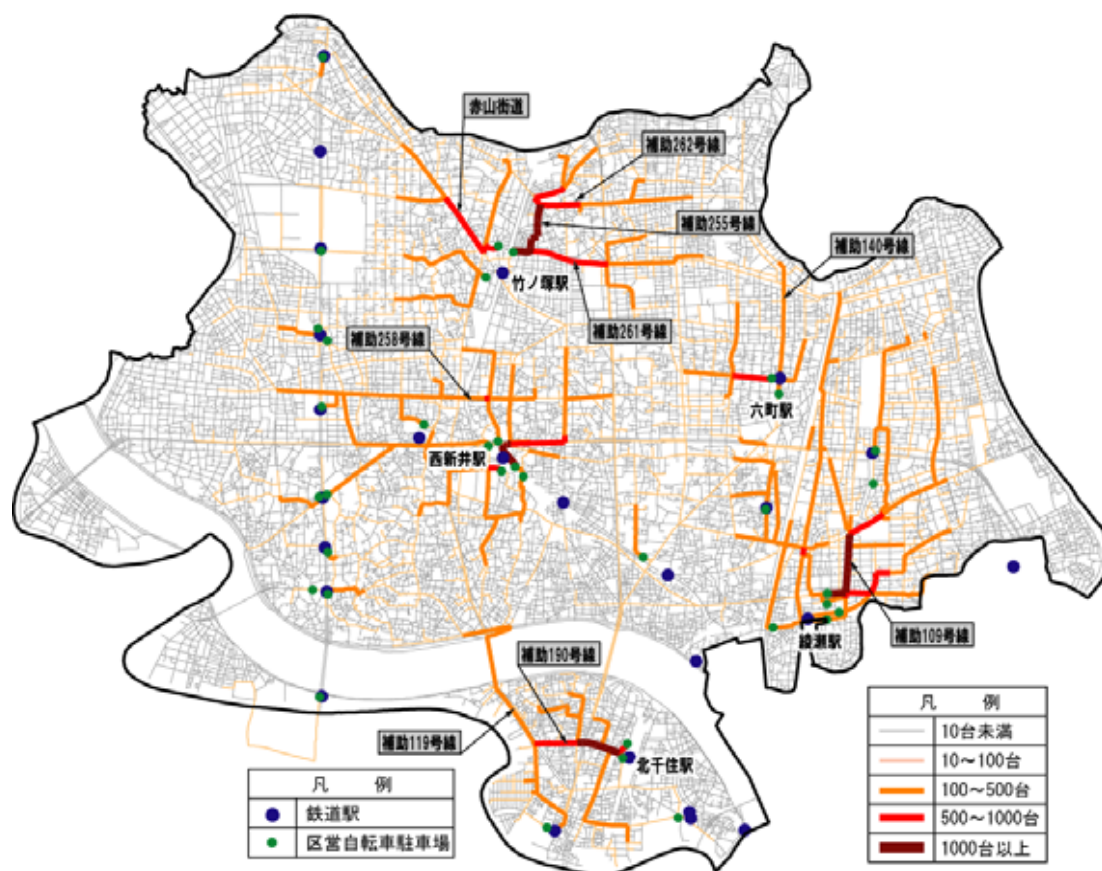 赤山街道
補助262号線
補助255号線
補助140号線
竹ノ塚駅
補助261号線
補助258号線
六町駅
西新井駅
綾瀬駅
補助109号線
補助190号線
補助119号線
北千住駅
凡 例
鉄道駅
区営自転車駐車場
凡 例
10台未満
10~100台
100~500台
500~1000台
1000台以上